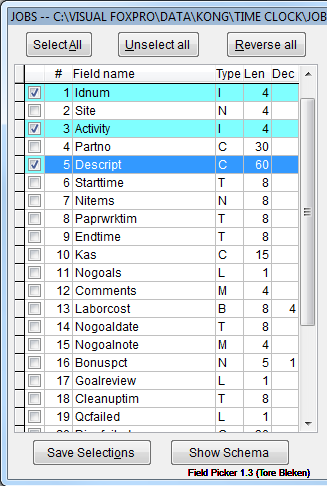 JOBS -- C:\VISUAL FOXPRO\DATA\KONG\TIME CLOCK\JOB
Select All Unselect all Reverse all
# Field name Type Len Dec
1 Idnum I 4
2 Site N 4
3 Activity I 4
4 Partno C 30
5 Descript C 60
6 Starttime T 8
7 Nitems N 8
8 Paprwrktim T 8
9 Endtime T 8
10 Kas C 15
11 Nogoals L 1
12 Comments M 4
13 Laborcost B 8 4
14 Nogoaldate T 8
15 Nogoalnote M 4
16 Bonuspct N 5 1
17 Goalreview L 1
18 Cleanuptim T 8
19 Qcfailed L 1
Save Selections Show Schema
Field Picker 1.3 (Tore Bleken)